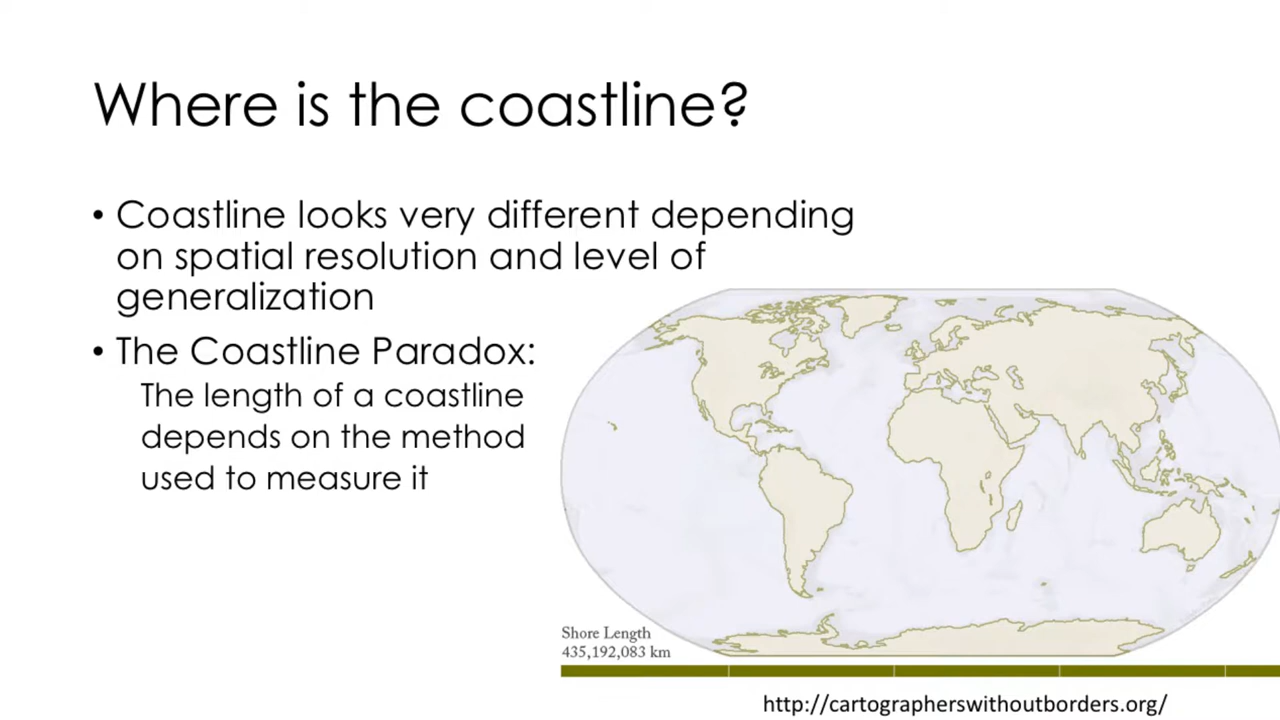 Where is the coastline?
• Coastline looks very different depending
on spatial resolution and level of
generalization
• The Coastline Paradox:
The length of a coastline
depends on the method
used to measure it
Shore Length
435,192,083 km
http://cartographerswithoutborders.org/